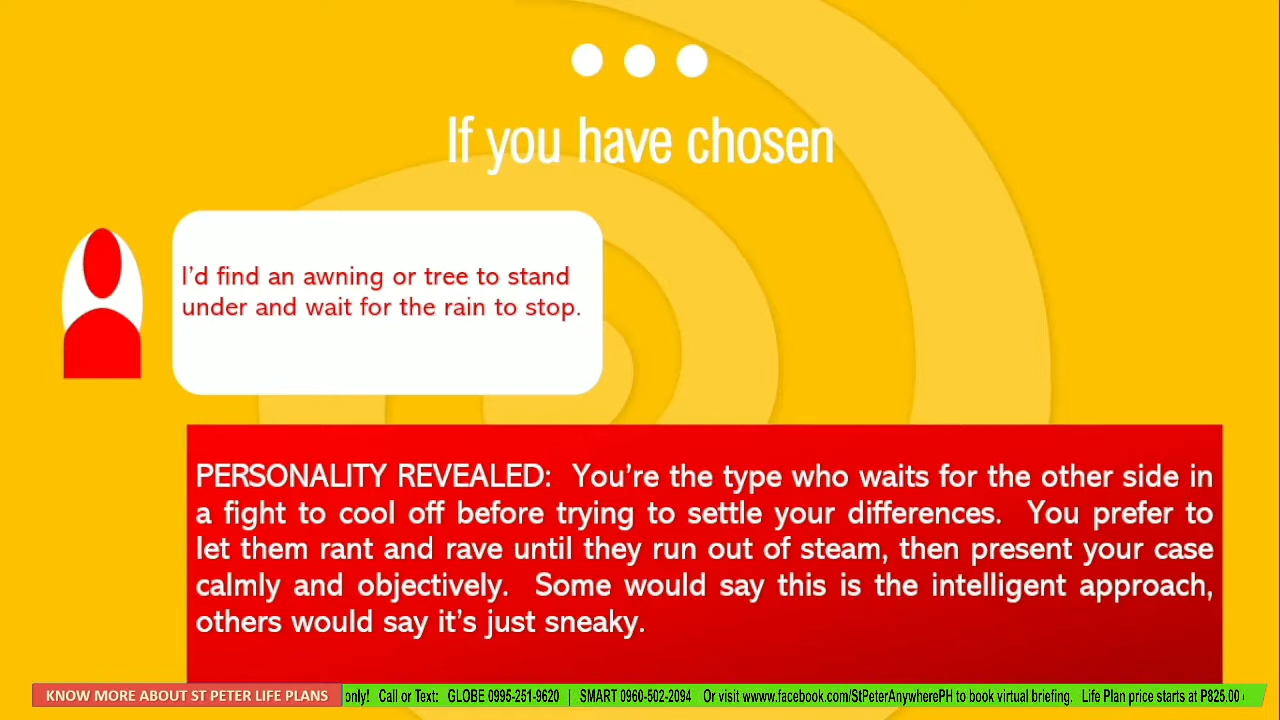 If you have chosen
I'd find an awning or tree to stand
under and wait for the rain to stop.
PERSONALITY REVEALED: You're the type who waits for the other side in
a fight to cool off before trying to settle your differences. You prefer to
let them rant and rave until they run out of steam, then present your case
calmly and objectively. Some would say this is the intelligent approach,
others would say it's just sneaky.
KNOW MORE ABOUT ST PETER LIFE PLANS
only! Call or Text: GLOBE 0995-251-9620 | SMART 0960-502-2094 Or visit www.facebook.com/StPeterAnywherePH to book virtual briefing. Life Plan price starts at P825.00